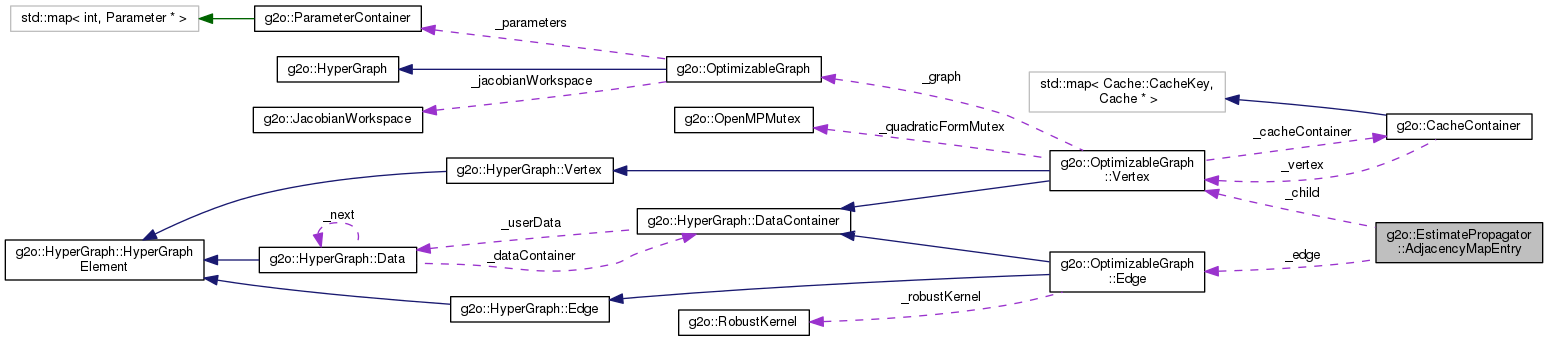 std::map< int, Parameter * >
g2o::ParameterContainer
_parameters
g2o::HyperGraph
g2o::OptimizableGraph
_jacobianWorkspace
_graph
std::map< Cache::CacheKey,
Cache * >
g2o::JacobianWorkspace
g2o::OpenMPMutex
_quadraticFormMutex
_cacheContainer
g2o::CacheContainer
g2o::HyperGraph::Vertex
g2o::OptimizableGraph
::Vertex
_vertex
_child
_next
_userData
g2o::HyperGraph::DataContainer
g2o::EstimatePropagator
::AdjacencyMapEntry
g2o::HyperGraph::HyperGraph
Element
g2o::HyperGraph::Data
_dataContainer
g2o::OptimizableGraph
::Edge
_edge
g2o::HyperGraph::Edge
_robustKernel
g2o::RobustKernel